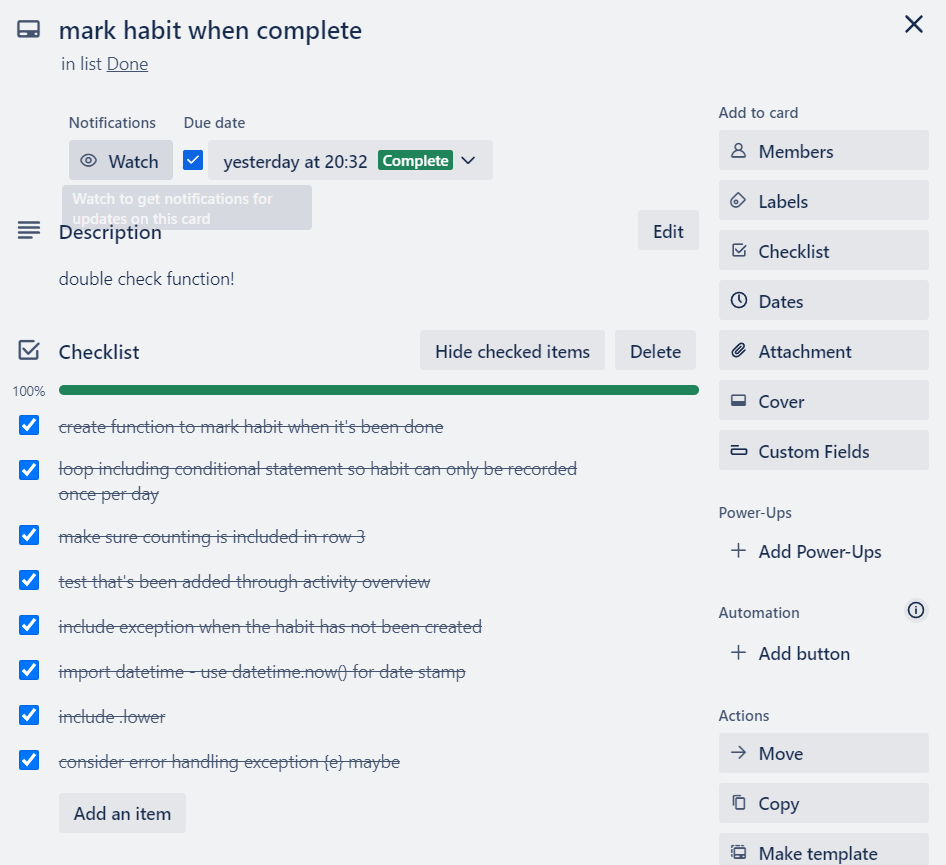 mark habit when complete
in list Done
Notifications
Due date
Watch
yesterday at 20:32 Complete
Watch to get notifications for
updates on this card
Description
Edit
double check function!
Checklist
Hide checked items
Delete
100%
create function to mark habit when it's been done
loop including conditional statement so habit can only be recorded
once per day
make sure counting is included in row 3
test that's been added through activity overview
include exception when the habit has not been created
import datetime - use datetime.now() for date stamp
include .lower
consider error handling exception {e} maybe
Add an item
Add to card
Members
Labels
Checklist
Dates
Attachment
Cover
Custom Fields
Power-Ups
Add Power-Ups
Automation
Add button
Actions
Move
Copy
Make template